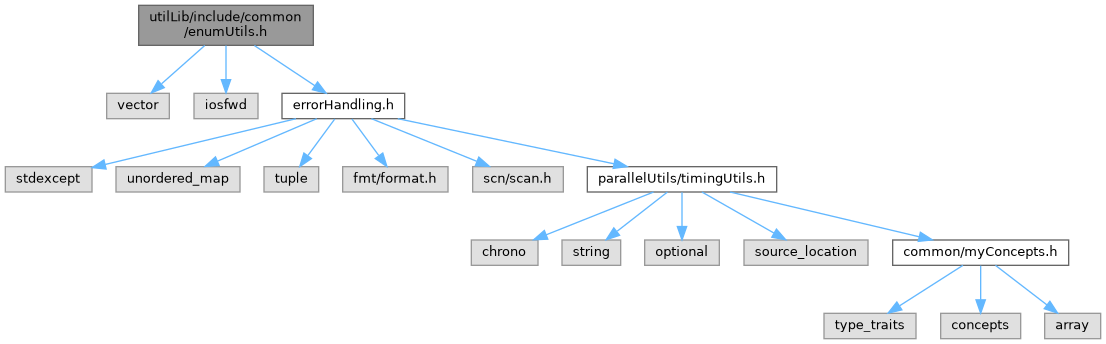 utilLib/include/common
/enumUtils.h
vector
iosfwd
errorHandling.h
stdexcept
unordered_map
tuple
fmt/format.h
scn/scan.h
parallelUtils/timingUtils.h
chrono
string
optional
source_location
common/myConcepts.h
type_traits
concepts
array